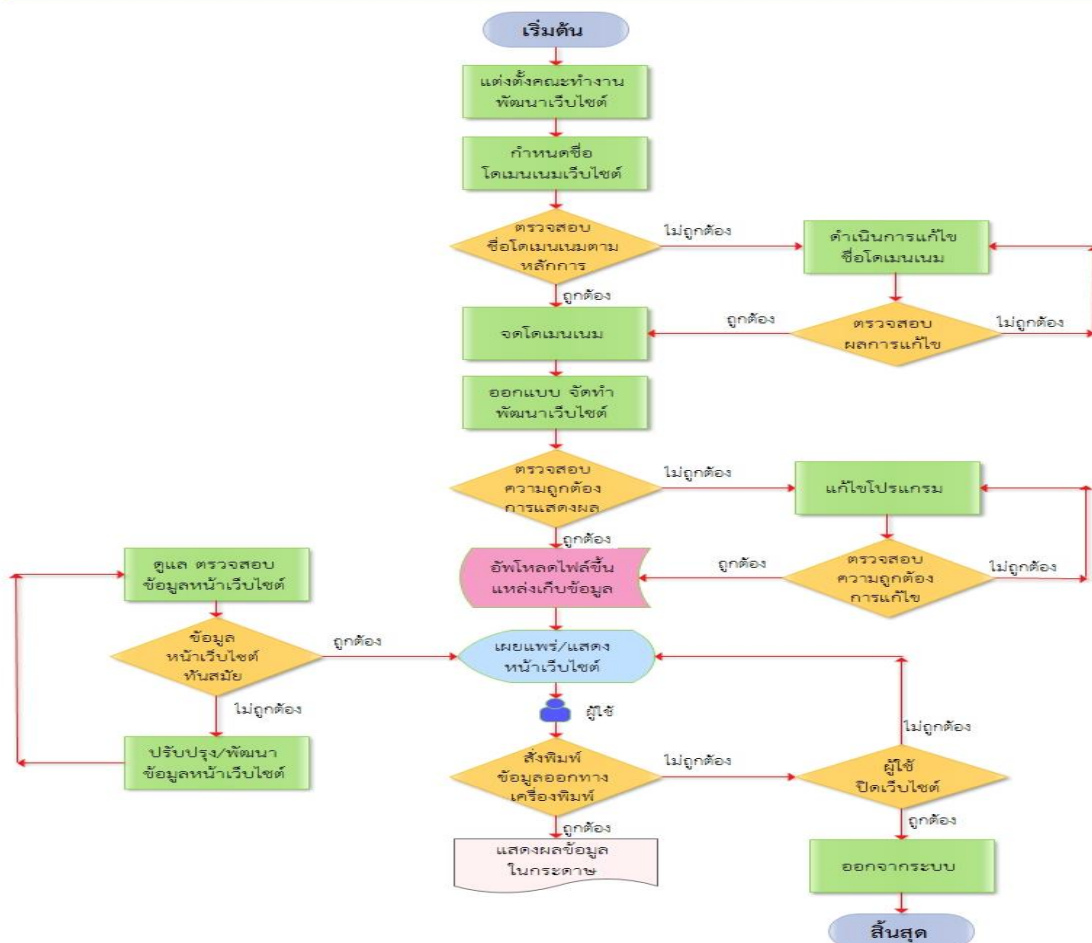 เริ่มต้น
แต่งตั้งคณะทำงาน
พัฒนาเว็บไซต์
กำหนดชื่อ
โดเมนเนมเว็บไซต์
ตรวจสอบ
ชื่อโดเมนเนมตาม
หลักการ
ไม่ถูกต้อง
ดำเนินการแก้ไข
ชื่อโดเมนเนม
ถูกต้อง
จดโดเมนเนม
ถูกต้อง
ตรวจสอบ
ผลการแก้ไข
ไม่ถูกต้อง
ออกแบบ จัดทำ
พัฒนาเว็บไซต์
ตรวจสอบ
ความถูกต้อง
การแสดงผล
ไม่ถูกต้อง
แก้ไขโปรแกรม
ถูกต้อง
อัพโหลดไฟล์ขึ้น
แหล่งเก็บข้อมูล
ถูกต้อง
ตรวจสอบ
ความถูกต้อง
การแก้ไข
ไม่ถูกต้อง
ดูแล ตรวจสอบ
ข้อมูลหน้าเว็บไซต์
ข้อมูล
หน้าเว็บไซต์
ทันสมัย
ถูกต้อง
ไม่ถูกต้อง
ปรับปรุง/พัฒนา
ข้อมูลหน้าเว็บไซต์
เผยแพร่/แสดง
หน้าเว็บไซต์
ผู้ใช้
สั่งพิมพ์
ข้อมูลออกทาง
เครื่องพิมพ์
ไม่ถูกต้อง
ไม่ถูกต้อง
ผู้ใช้
ปิดเว็บไซต์
ถูกต้อง
แสดงผลข้อมูล
ในกระดาษ
ถูกต้อง
ออกจากระบบ
สิ้นสุด